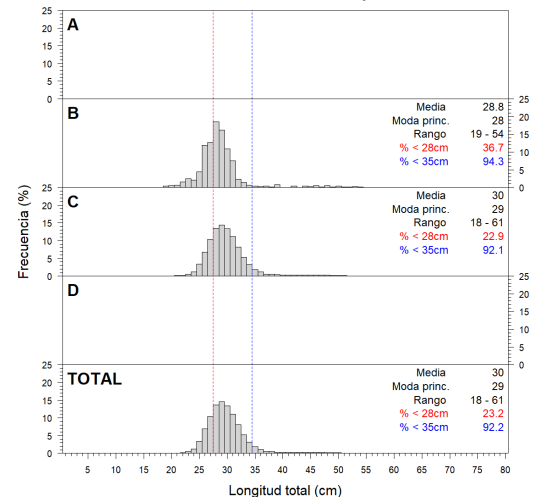 25
20
15
10
5
0
A
B
Media 28.8
Moda princ. 28
Rango 19 - 54
% < 28cm 36.7
% < 35cm 94.3
25
20
15
10
5
0
25
20
15
10
5
0
C
Media 30
Moda princ. 29
Rango 18 - 61
% < 28cm 22.9
% < 35cm 92.1
D
25
20
15
10
5
0
25
20
15
10
5
0
TOTAL
Media 30
Moda princ. 29
Rango 18 - 61
% < 28cm 23.2
% < 35cm 92.2
5 10 15 20 25 30 35 40 45 50 55 60 65 70 75 80
Longitud total (cm)
Frecuencia (%)